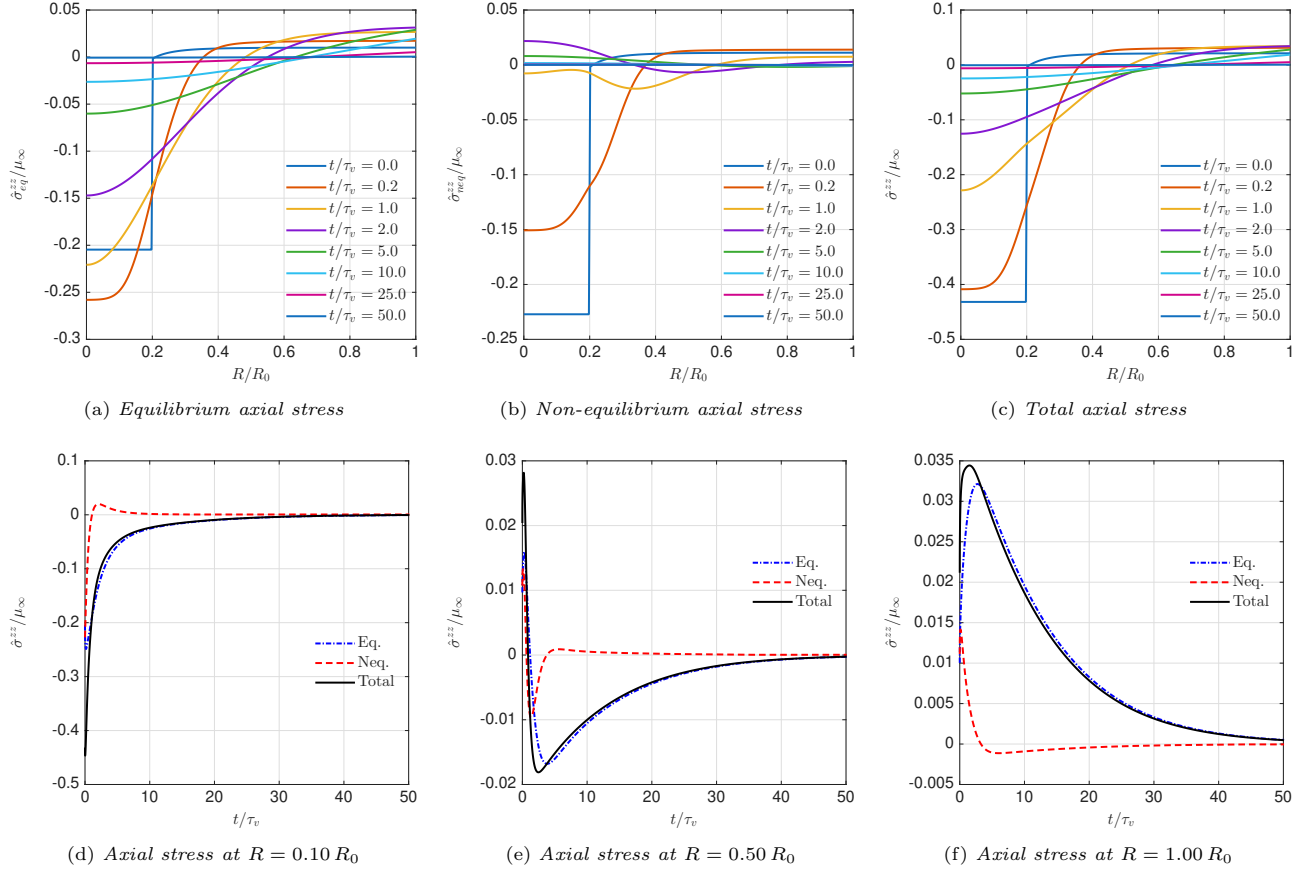 0.05
0
-0.05
-0.1
-0.15
-0.2
-0.25
-0.3
0 0.2 0.4 0.6 0.8 1
R/R₀
σ̂ᶻᶻ_eq/μ_∞
t/τᵥ = 0.0
t/τᵥ = 0.2
t/τᵥ = 1.0
t/τᵥ = 2.0
t/τᵥ = 5.0
t/τᵥ = 10.0
t/τᵥ = 25.0
t/τᵥ = 50.0
(a) Equilibrium axial stress
0.05
0
-0.05
-0.1
-0.15
-0.2
-0.25
0 0.2 0.4 0.6 0.8 1
R/R₀
σ̂ᶻᶻ_neq/μ_∞
t/τᵥ = 0.0
t/τᵥ = 0.2
t/τᵥ = 1.0
t/τᵥ = 2.0
t/τᵥ = 5.0
t/τᵥ = 10.0
t/τᵥ = 25.0
t/τᵥ = 50.0
(b) Non-equilibrium axial stress
0.1
0
-0.1
-0.2
-0.3
-0.4
-0.5
0 0.2 0.4 0.6 0.8 1
R/R₀
σ̂ᶻᶻ/μ_∞
t/τᵥ = 0.0
t/τᵥ = 0.2
t/τᵥ = 1.0
t/τᵥ = 2.0
t/τᵥ = 5.0
t/τᵥ = 10.0
t/τᵥ = 25.0
t/τᵥ = 50.0
(c) Total axial stress
0.1
0
-0.1
-0.2
-0.3
-0.4
-0.5
0 10 20 30 40 50
t/τᵥ
σ̂ᶻᶻ/μ_∞
Eq.
Neq.
Total
(d) Axial stress at R = 0.10 R₀
0.03
0.02
0.01
0
-0.01
-0.02
0 10 20 30 40 50
t/τᵥ
σ̂ᶻᶻ/μ_∞
Eq.
Neq.
Total
(e) Axial stress at R = 0.50 R₀
0.035
0.03
0.025
0.02
0.015
0.01
0.005
0
-0.005
0 10 20 30 40 50
t/τᵥ
σ̂ᶻᶻ/μ_∞
Eq.
Neq.
Total
(f) Axial stress at R = 1.00 R₀